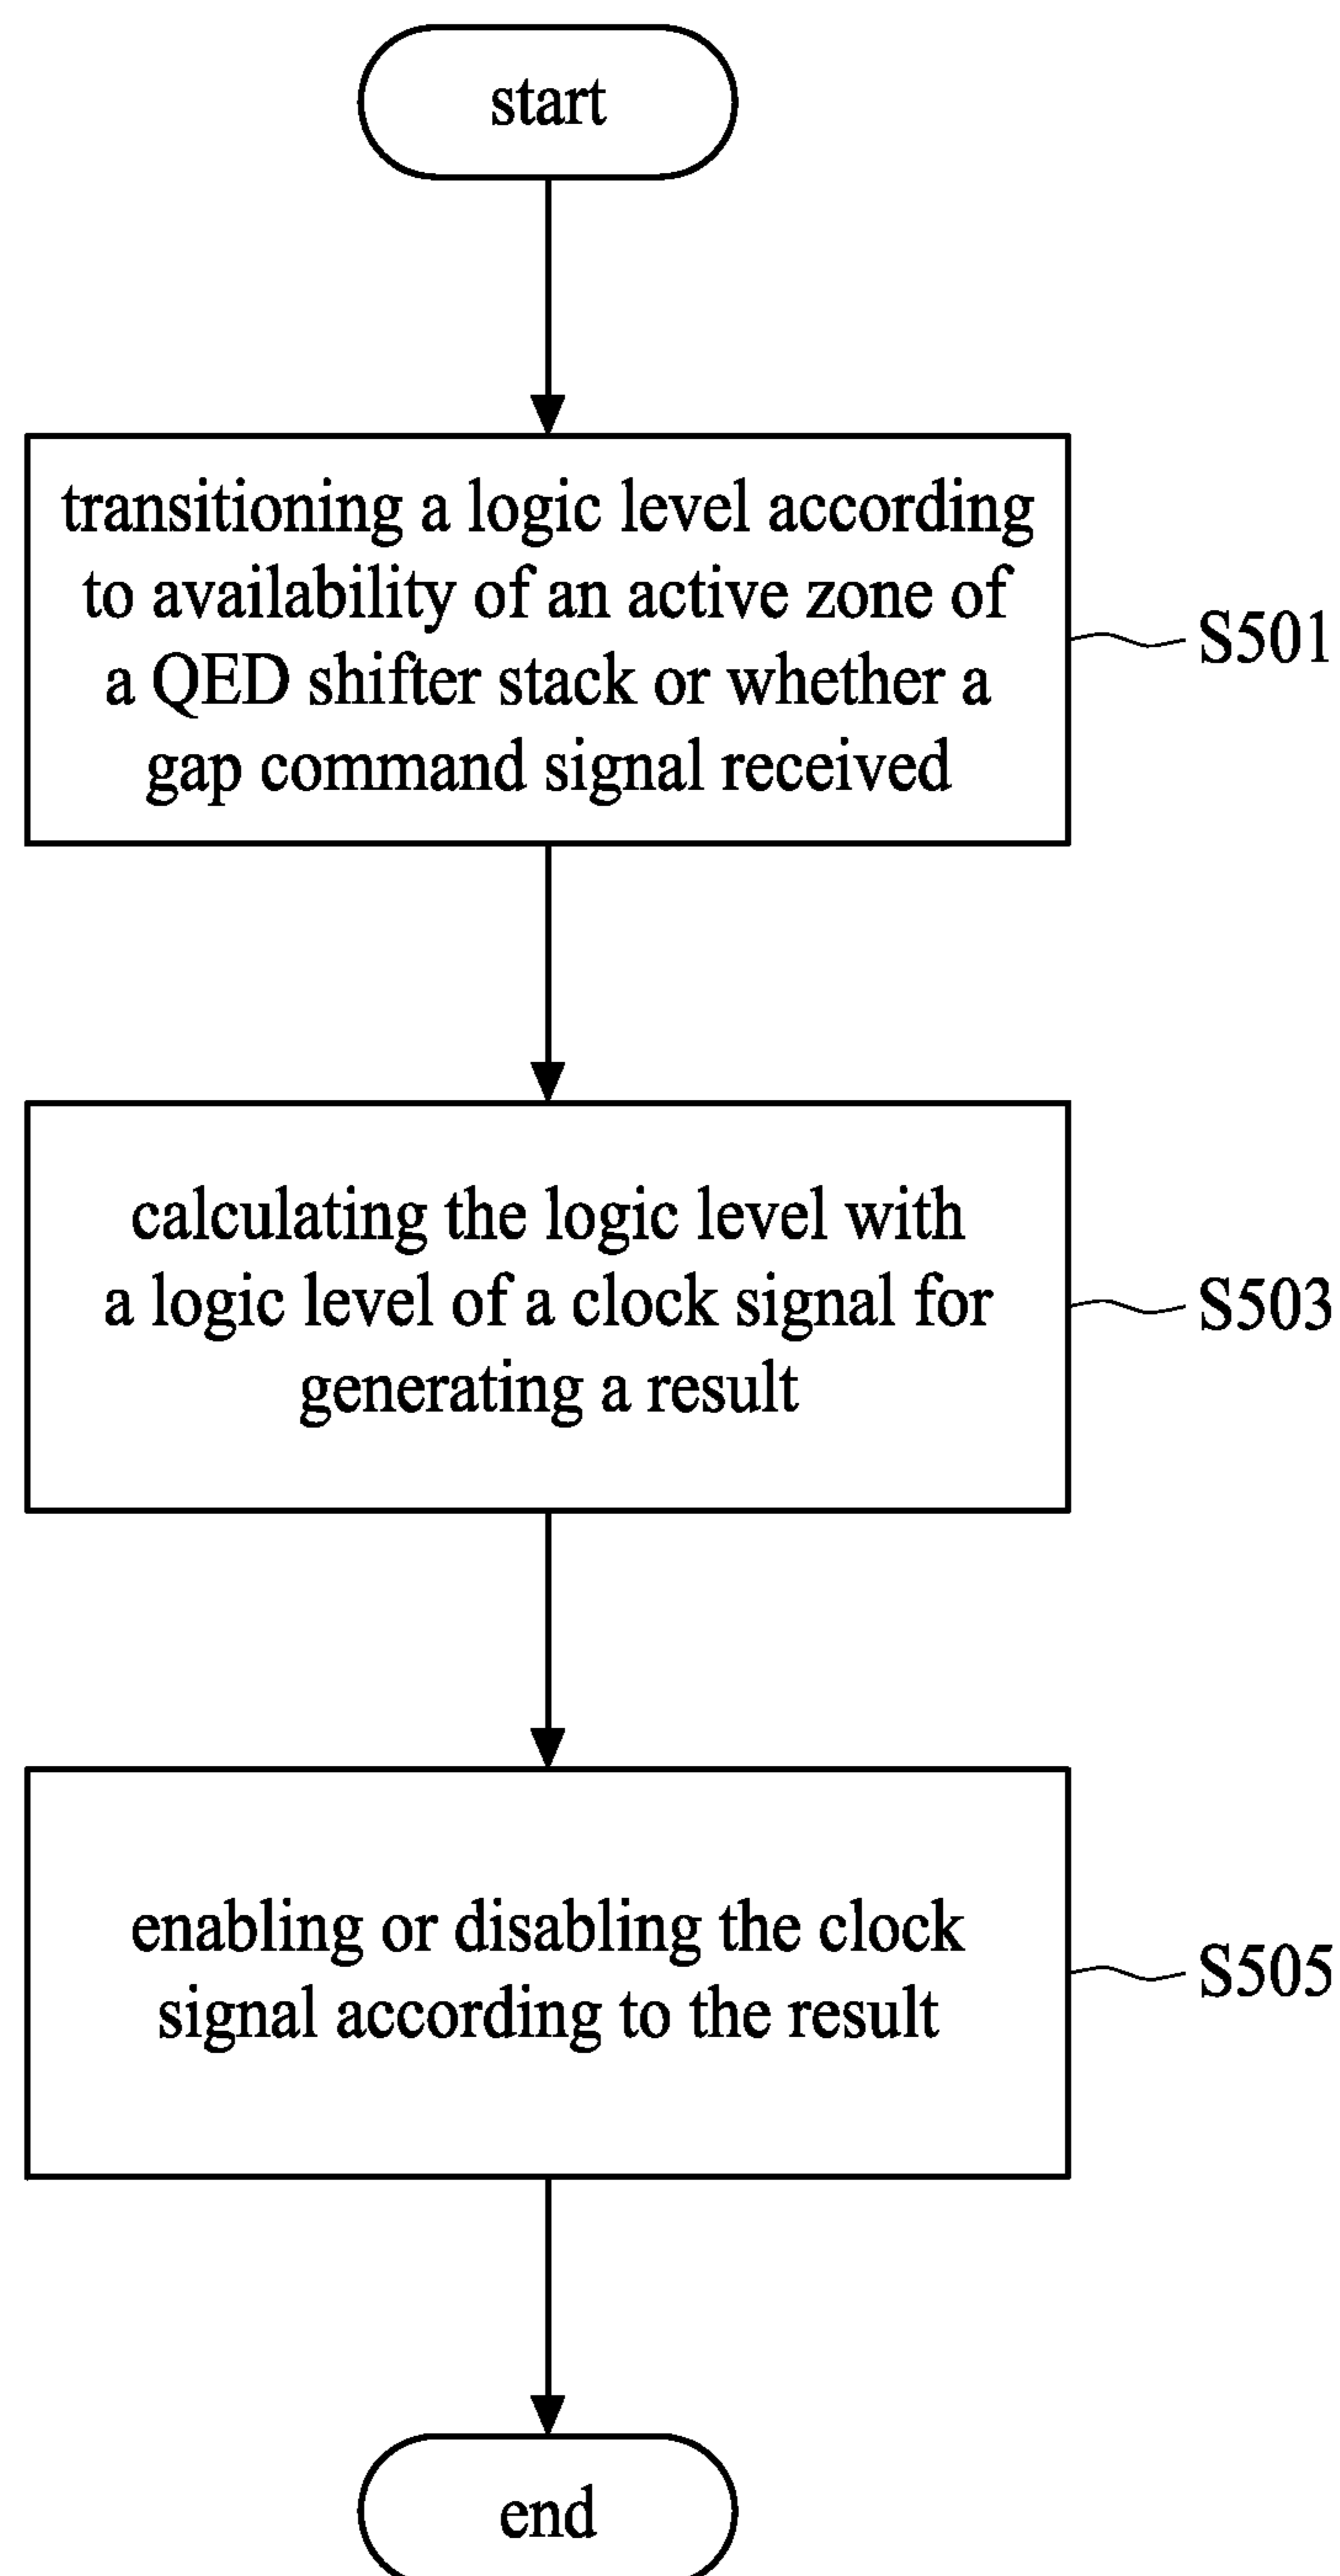 start
transitioning a logic level according
to availability of an active zone of
a QED shifter stack or whether a
gap command signal received
S501
calculating the logic level with
a logic level of a clock signal for
generating a result
S503
enabling or disabling the clock
signal according to the result
S505
end